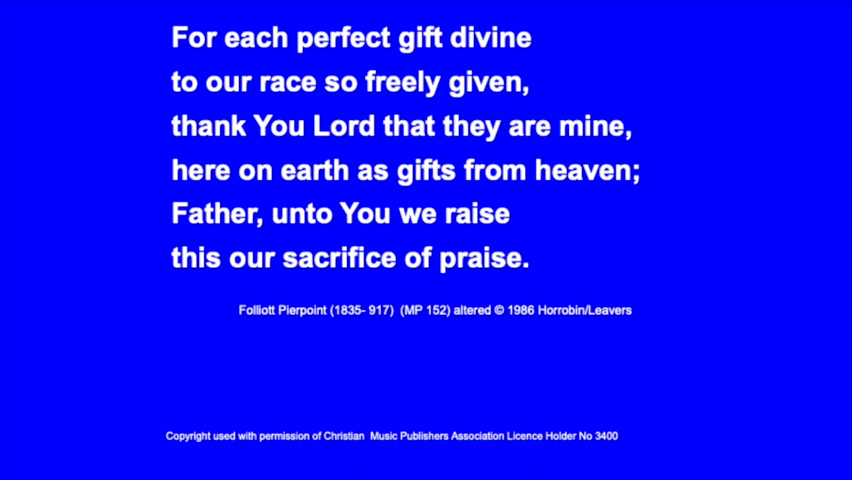 For each perfect gift divine
to our race so freely given,
thank You Lord that they are mine,
here on earth as gifts from heaven;
Father, unto You we raise
this our sacrifice of praise.
Folliott Pierpoint (1835- 917)  (MP 152) altered © 1986 Horrobin/Leavers
Copyright used with permission of Christian  Music Publishers Association Licence Holder No 3400